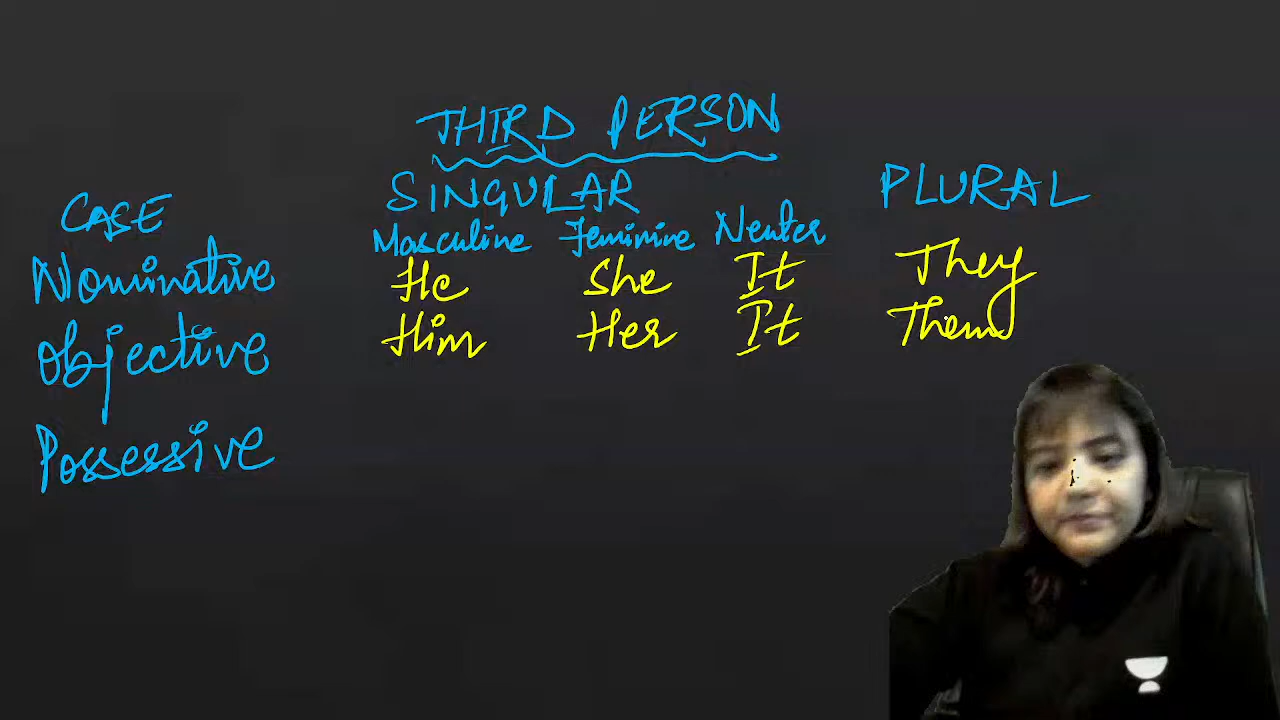 THIRD PERSON
SINGULAR PLURAL
CASE Masculine Feminine Neuter
Nominative He She It They
Objective Him Her It Them
Possessive